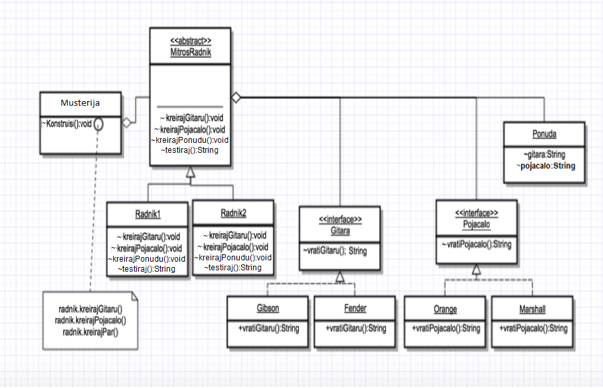 <<abstract>>
MitrosRadnik
~kreirajGitaru():void
~kreirajPojacalo():void
~kreirajPonudu():void
~testiraj():String
Musterija
~Konstruisi():void
Ponuda
~gitara:String
~pojacalo:String
Radnik1
~kreirajGitaru():void
~kreirajPojacalo():void
~kreirajPonudu():void
~testiraj():String
Radnik2
~kreirajGitaru():void
~kreirajPojacalo():void
~kreirajPonudu():void
~testiraj():String
<<interface>>
Gitara
~vratiGitaru(); String
<<interface>>
Pojacalo
~vratiPojacalo():String
radnik.kreirajGitaru()
radnik.kreirajPojacalo()
radnik.kreirajPar()
Gibson
+vratiGitaru():String
Fender
+vratiGitaru():String
Orange
+vratiPojacalo():String
Marshall
+vratiPojacalo():String